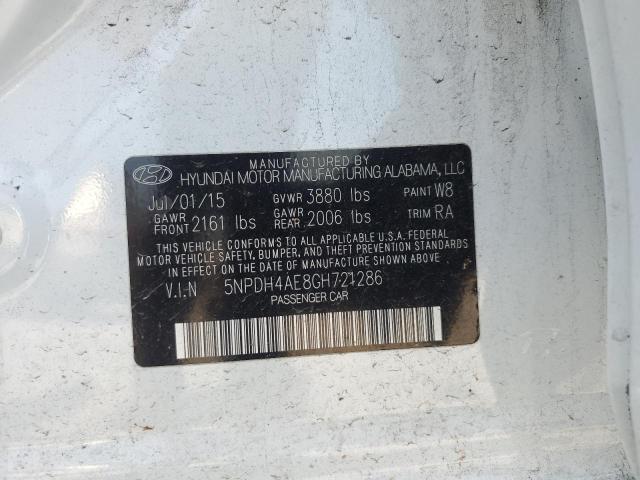 MANUFACTURED BY
HYUNDAI MOTOR MANUFACTURING ALABAMA, LLC
Jul/01/15 GVWR 3880 lbs PAINT W8
GAWR FRONT 2161 lbs GAWR REAR 2006 lbs TRIM RA
THIS VEHICLE CONFORMS TO ALL APPLICABLE U.S.A. FEDERAL
MOTOR VEHICLE SAFETY, BUMPER, AND THEFT PREVENTION STANDARDS
IN EFFECT ON THE DATE OF MANUFACTURE SHOWN ABOVE.
V.I.N 5NPDH4AE8GH721286
PASSENGER CAR